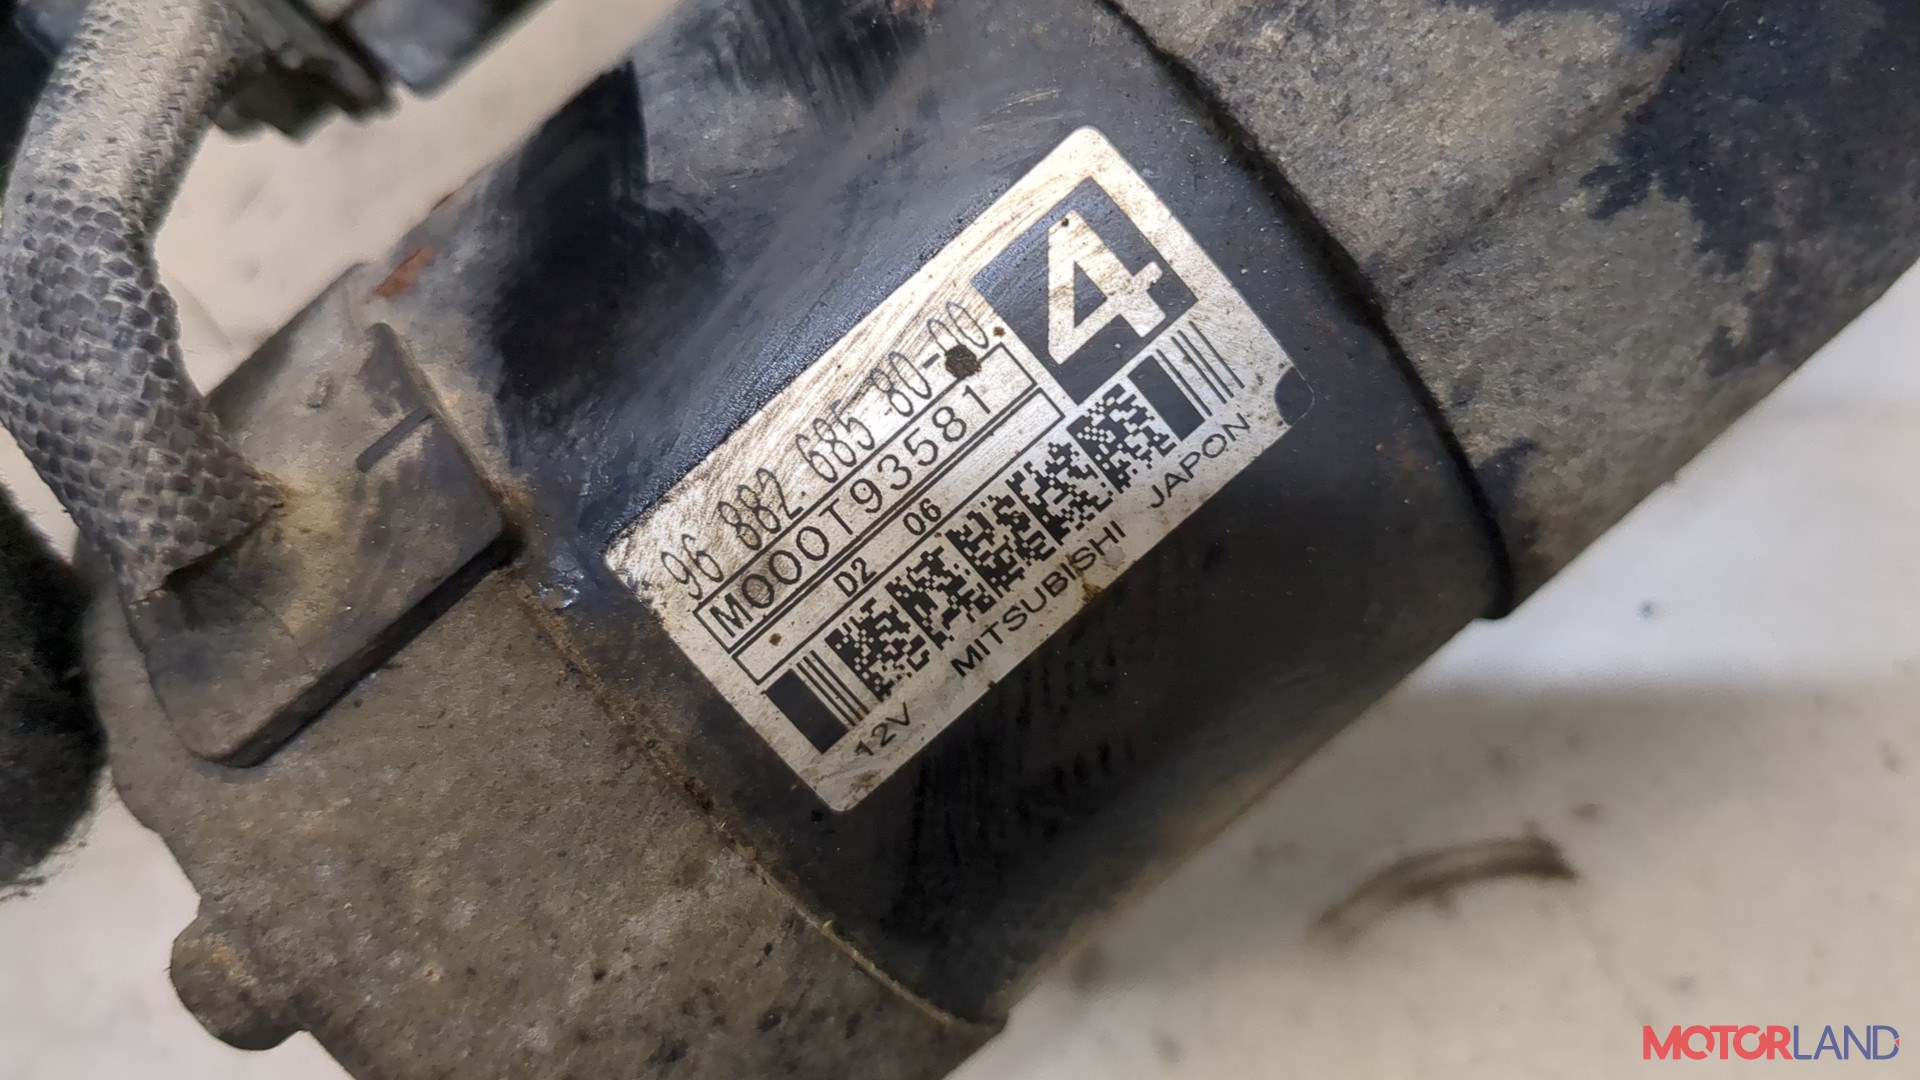 4
96 882 685 80-00
M000T93581
D2 06
12V MITSUBISHI JAPON
MOTORLAND